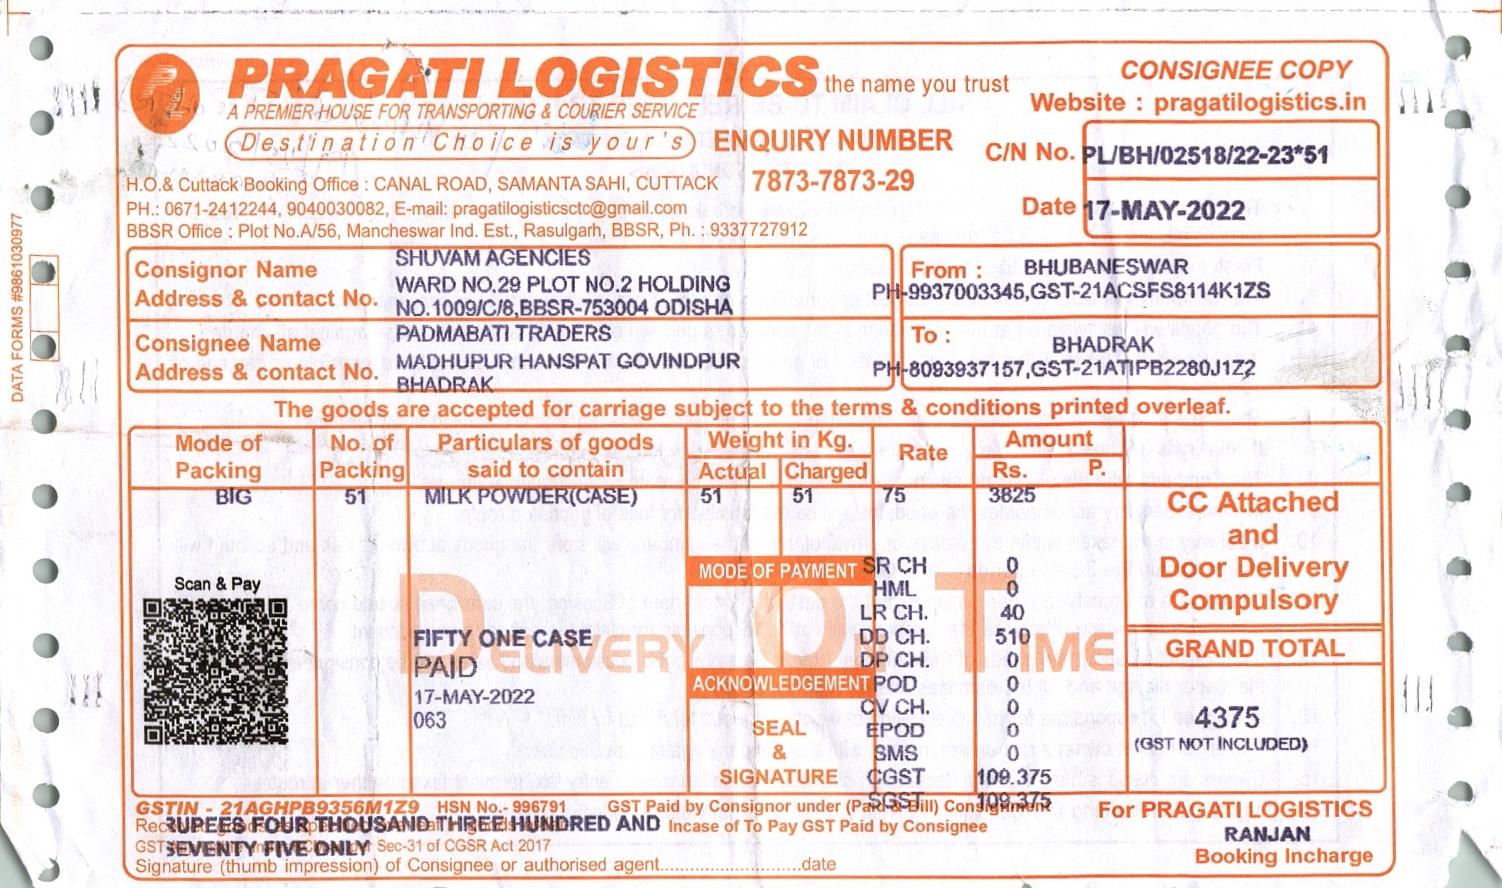 PRAGATI LOGISTICS the name you trust
A PREMIER HOUSE FOR TRANSPORTING & COURIER SERVICE
Destination Choice is your's
CONSIGNEE COPY
Website : pragatilogistics.in
ENQUIRY NUMBER
7873-7873-29
C/N No. PL/BH/02518/22-23*51
Date 17-MAY-2022
H.O.& Cuttack Booking Office : CANAL ROAD, SAMANTA SAHI, CUTTACK
PH.: 0671-2412244, 9040030082, E-mail: pragatilogisticsctc@gmail.com
BBSR Office : Plot No.A/56, Mancheswar Ind. Est., Rasulgarh, BBSR, Ph. : 9337727912
DATA FORMS #9861030977
Consignor Name
Address & contact No.
SHUVAM AGENCIES
WARD NO.29 PLOT NO.2 HOLDING
NO.1009/C/8,BBSR-753004 ODISHA
From : BHUBANESWAR
PH-9937003345,GST-21ACSFS8114K1ZS
Consignee Name
Address & contact No.
PADMABATI TRADERS
MADHUPUR HANSPAT GOVINDPUR
BHADRAK
To :
BHADRAK
PH-8093937157,GST-21ATIPB2280J1Z2
The goods are accepted for carriage subject to the terms & conditions printed overleaf.
Mode of Packing No. of Packing Particulars of goods said to contain Weight in Kg. Actual Charged Rate Amount Rs. P.
BIG 51 MILK POWDER(CASE) 51 51 75 3825
CC Attached
and
Door Delivery
Compulsory
Scan & Pay
DELIVERY ON TIME
MODE OF PAYMENT
SR CH 0
HML 0
LR CH. 40
DD CH. 510
DP CH. 0
ACKNOWLEDGEMENT
POD 0
CV CH. 0
EPOD 0
SMS 0
CGST 109.375
SGST 109.375
FIFTY ONE CASE
PAID
17-MAY-2022
063
SEAL
&
SIGNATURE
GRAND TOTAL
4375
(GST NOT INCLUDED)
GSTIN - 21AGHPB9356M1Z9 HSN No.- 996791 GST Paid by Consignor under (Paid & Bill) Consignment
RUPEES FOUR THOUSAND THREE HUNDRED AND
Incase of To Pay GST Paid by Consignee
SEVENTY FIVE ONLY
Sec-31 of CGSR Act 2017
Signature (thumb impression) of Consignee or authorised agent..............................date
For PRAGATI LOGISTICS
RANJAN
Booking Incharge